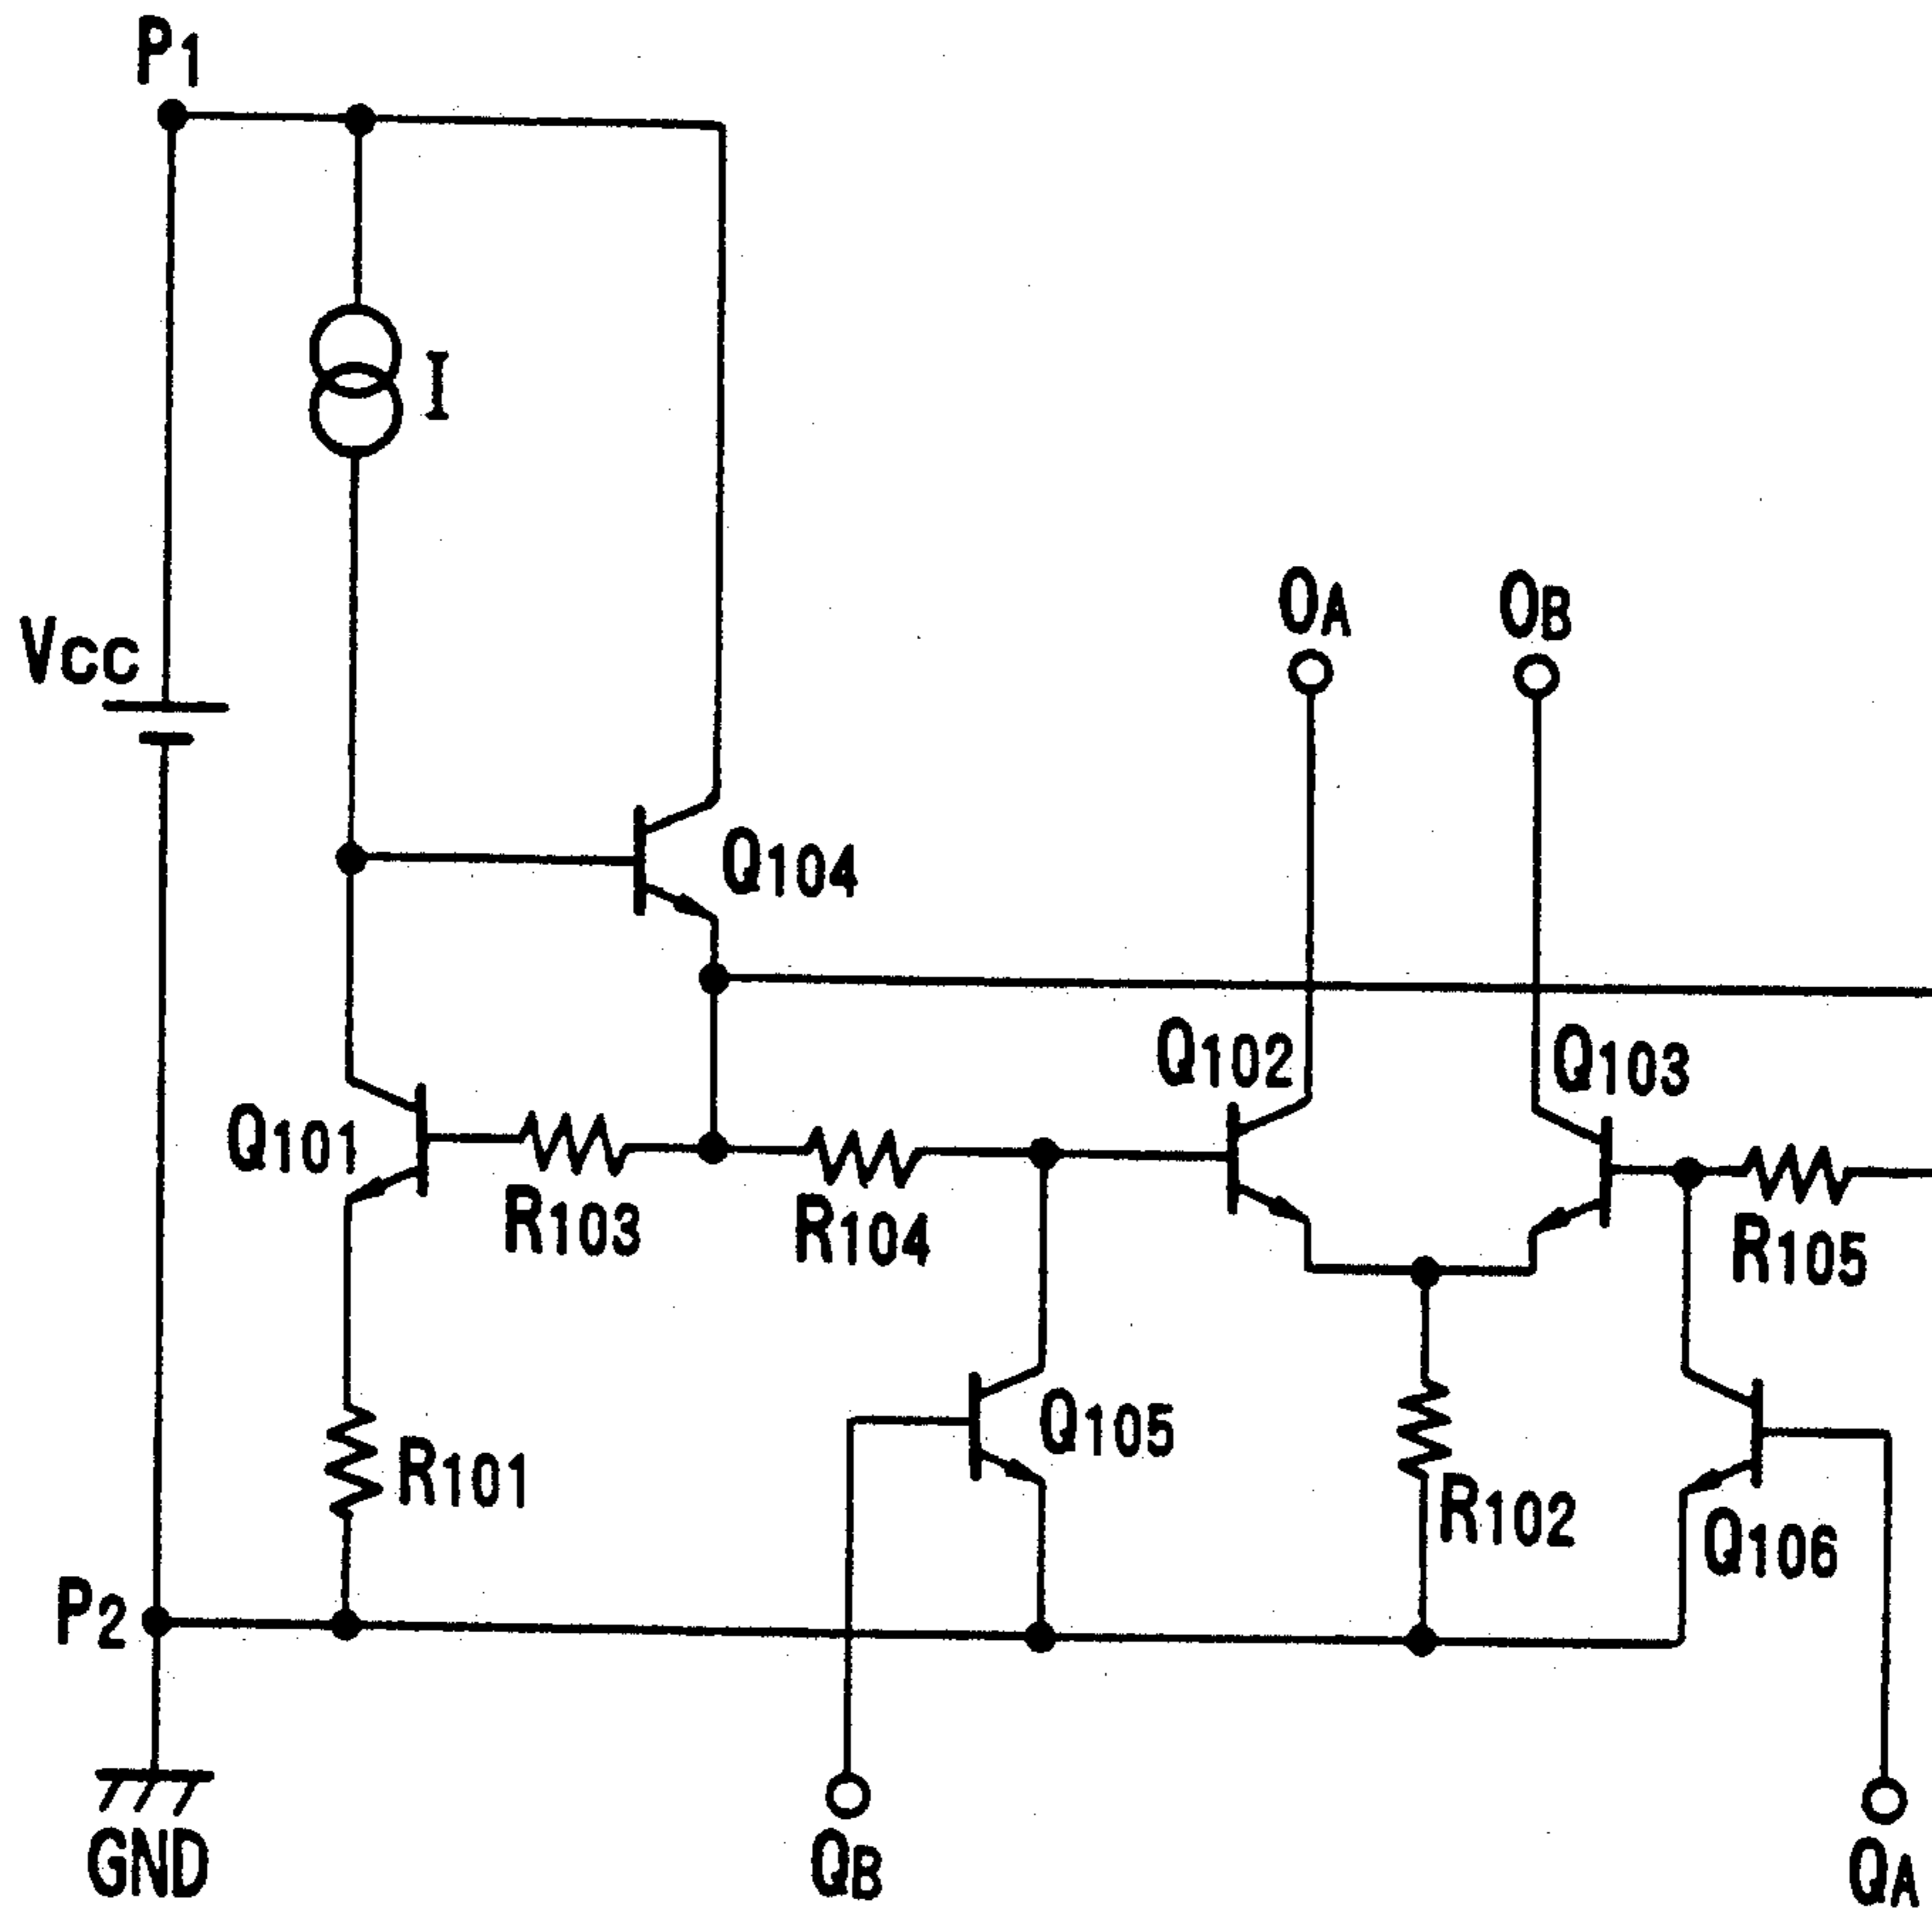 P1
I
VCC
OA
OB
Q104
Q102
Q103
Q101
R103
R104
R105
Q105
R101
R102
Q106
P2
GND
QB
QA